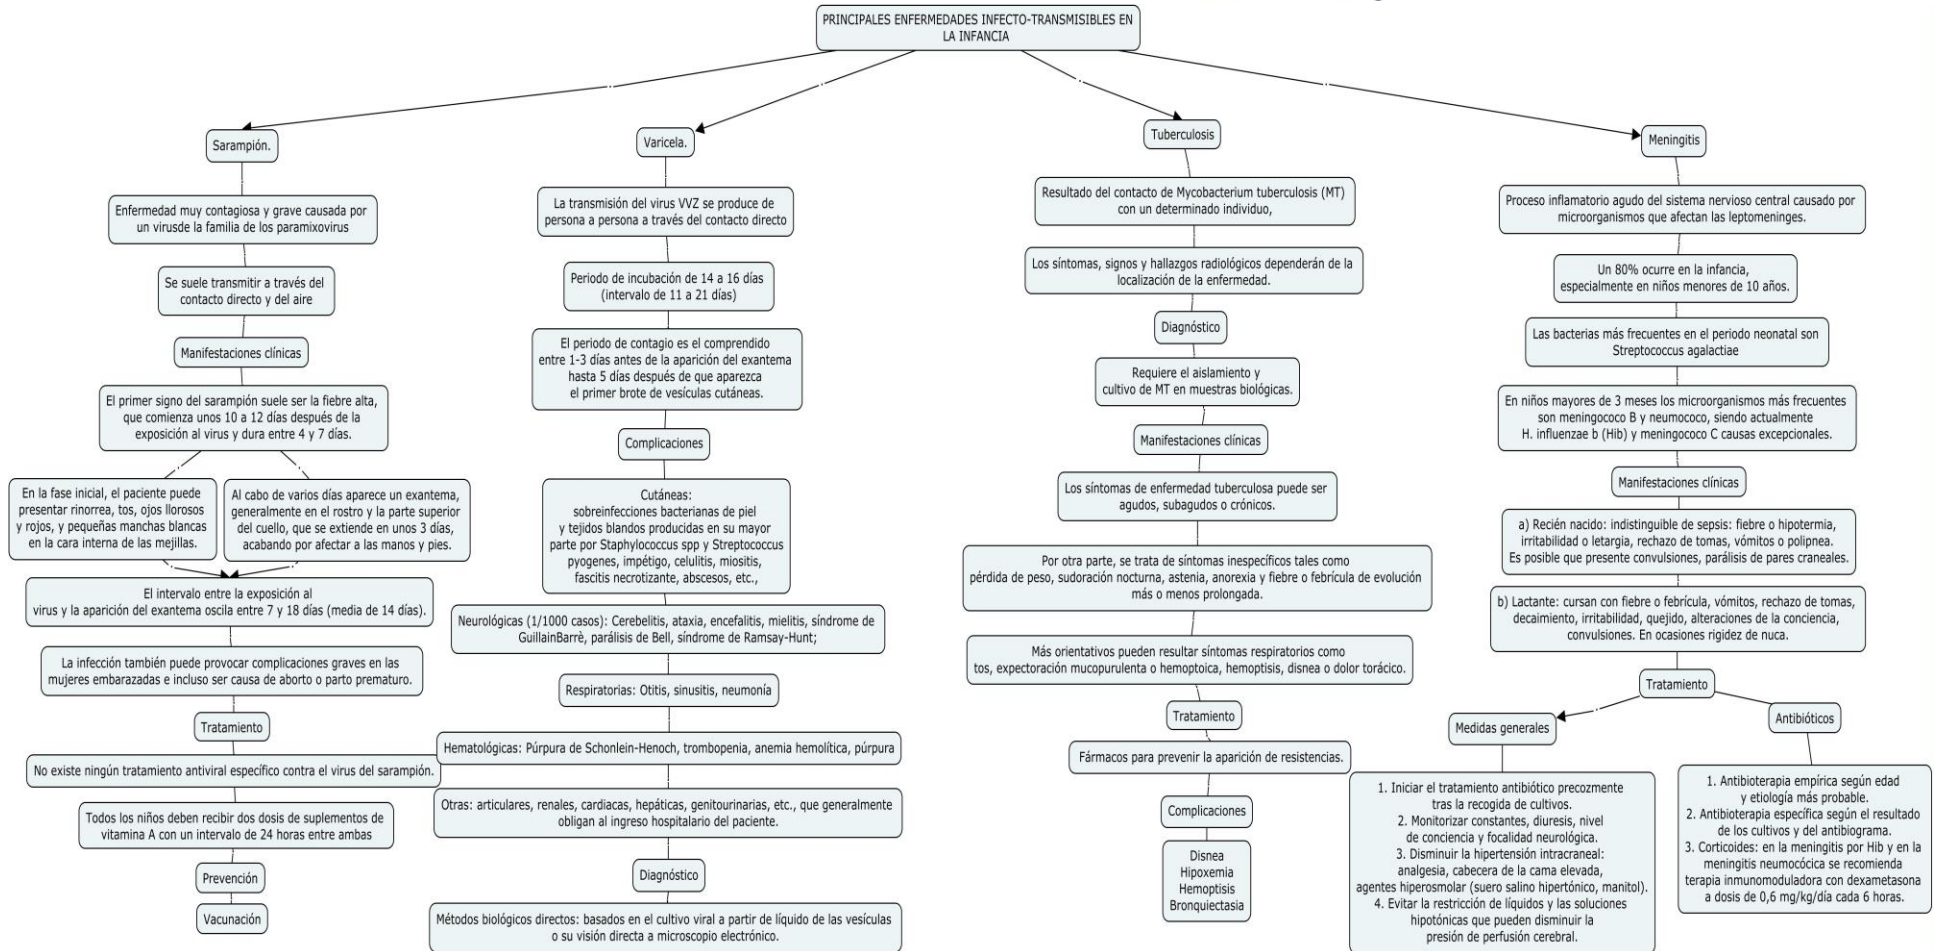 PRINCIPALES ENFERMEDADES INFECTO-TRANSMISIBLES EN
LA INFANCIA
Sarampión.
Enfermedad muy contagiosa y grave causada por
un virusde la familia de los paramixovirus
Se suele transmitir a través del
contacto directo y del aire
Manifestaciones clínicas
El primer signo del sarampión suele ser la fiebre alta,
que comienza unos 10 a 12 días después de la
exposición al virus y dura entre 4 y 7 días.
En la fase inicial, el paciente puede
presentar rinorrea, tos, ojos llorosos
y rojos, y pequeñas manchas blancas
en la cara interna de las mejillas.
Al cabo de varios días aparece un exantema,
generalmente en el rostro y la parte superior
del cuello, que se extiende en unos 3 días,
acabando por afectar a las manos y pies.
El intervalo entre la exposición al
virus y la aparición del exantema oscila entre 7 y 18 días (media de 14 días).
La infección también puede provocar complicaciones graves en las
mujeres embarazadas e incluso ser causa de aborto o parto prematuro.
Tratamiento
No existe ningún tratamiento antiviral específico contra el virus del sarampión.
Todos los niños deben recibir dos dosis de suplementos de
vitamina A con un intervalo de 24 horas entre ambas
Prevención
Vacunación
Varicela.
La transmisión del virus VVZ se produce de
persona a persona a través del contacto directo
Periodo de incubación de 14 a 16 días
(intervalo de 11 a 21 días)
El periodo de contagio es el comprendido
entre 1-3 días antes de la aparición del exantema
hasta 5 días después de que aparezca
el primer brote de vesículas cutáneas.
Complicaciones
Cutáneas:
sobreinfecciones bacterianas de piel
y tejidos blandos producidas en su mayor
parte por Staphylococcus spp y Streptococcus
pyogenes, impétigo, celulitis, miositis,
fascitis necrotizante, abscesos, etc.,
Neurológicas (1/1000 casos): Cerebelitis, ataxia, encefalitis, mielitis, síndrome de
GuillainBarrè, parálisis de Bell, síndrome de Ramsay-Hunt;
Respiratorias: Otitis, sinusitis, neumonía
Hematológicas: Púrpura de Schonlein-Henoch, trombopenia, anemia hemolítica, púrpura
Otras: articulares, renales, cardiacas, hepáticas, genitourinarias, etc., que generalmente
obligan al ingreso hospitalario del paciente.
Diagnóstico
Métodos biológicos directos: basados en el cultivo viral a partir de líquido de las vesículas
o su visión directa a microscopio electrónico.
Tuberculosis
Resultado del contacto de Mycobacterium tuberculosis (MT)
con un determinado individuo,
Los síntomas, signos y hallazgos radiológicos dependerán de la
localización de la enfermedad.
Diagnóstico
Requiere el aislamiento y
cultivo de MT en muestras biológicas.
Manifestaciones clínicas
Los síntomas de enfermedad tuberculosa puede ser
agudos, subagudos o crónicos.
Por otra parte, se trata de síntomas inespecíficos tales como
pérdida de peso, sudoración nocturna, astenia, anorexia y fiebre o febrícula de evolución
más o menos prolongada.
Más orientativos pueden resultar síntomas respiratorios como
tos, expectoración mucopurulenta o hemoptoica, hemoptisis, disnea o dolor torácico.
Tratamiento
Fármacos para prevenir la aparición de resistencias.
Complicaciones
Disnea
Hipoxemia
Hemoptisis
Bronquiectasia
Meningitis
Proceso inflamatorio agudo del sistema nervioso central causado por
microorganismos que afectan las leptomeninges.
Un 80% ocurre en la infancia,
especialmente en niños menores de 10 años.
Las bacterias más frecuentes en el periodo neonatal son
Streptococcus agalactiae
En niños mayores de 3 meses los microorganismos más frecuentes
son meningococo B y neumococo, siendo actualmente
H. influenzae b (Hib) y meningococo C causas excepcionales.
Manifestaciones clínicas
a) Recién nacido: indistinguible de sepsis: fiebre o hipotermia,
irritabilidad o letargia, rechazo de tomas, vómitos o polipnea.
Es posible que presente convulsiones, parálisis de pares craneales.
b) Lactante: cursan con fiebre o febrícula, vómitos, rechazo de tomas,
decaimiento, irritabilidad, quejido, alteraciones de la conciencia,
convulsiones. En ocasiones rigidez de nuca.
Tratamiento
Medidas generales
1. Iniciar el tratamiento antibiótico precozmente
tras la recogida de cultivos.
2. Monitorizar constantes, diuresis, nivel
de conciencia y focalidad neurológica.
3. Disminuir la hipertensión intracraneal:
analgesia, cabecera de la cama elevada,
agentes hiperosmolar (suero salino hipertónico, manitol).
4. Evitar la restricción de líquidos y las soluciones
hipotónicas que pueden disminuir la
presión de perfusión cerebral.
Antibióticos
1. Antibioterapia empírica según edad
y etiología más probable.
2. Antibioterapia específica según el resultado
de los cultivos y del antibiograma.
3. Corticoides: en la meningitis por Hib y en la
meningitis neumocócica se recomienda
terapia inmunomoduladora con dexametasona
a dosis de 0,6 mg/kg/día cada 6 horas.